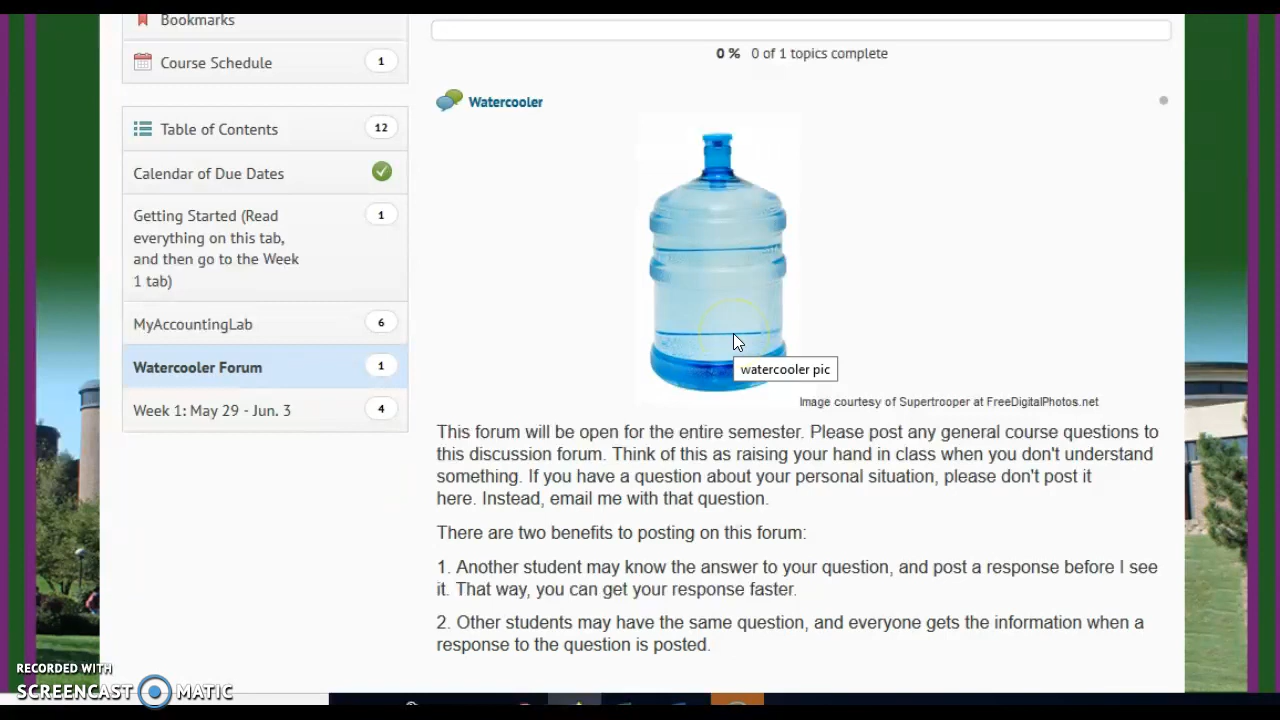 Bookmarks
Course Schedule
1
Table of Contents
12
Calendar of Due Dates
Getting Started (Read
everything on this tab,
and then go to the Week
1 tab)
1
MyAccountingLab
6
Watercooler Forum
1
Week 1: May 29 - Jun. 3
4
0 % 0 of 1 topics complete
Watercooler
watercooler pic
Image courtesy of Supertrooper at FreeDigitalPhotos.net
This forum will be open for the entire semester. Please post any general course questions to
this discussion forum. Think of this as raising your hand in class when you don't understand
something. If you have a question about your personal situation, please don't post it
here. Instead, email me with that question.
There are two benefits to posting on this forum:
1. Another student may know the answer to your question, and post a response before I see
it. That way, you can get your response faster.
2. Other students may have the same question, and everyone gets the information when a
response to the question is posted.
RECORDED WITH
SCREENCAST MATIC